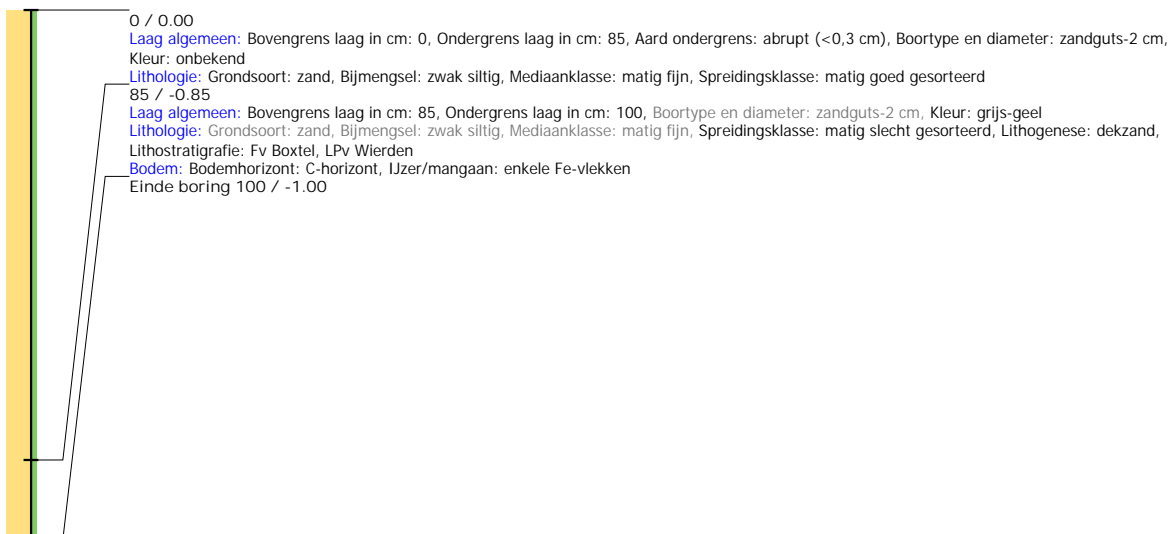 0 / 0.00
Laag algemeen: Bovengrens laag in cm: 0, Ondergrens laag in cm: 85, Aard ondergrens: abrupt (<0,3 cm), Boortype en diameter: zandguts-2 cm,
Kleur: onbekend
Lithologie: Grondsoort: zand, Bijmengsel: zwak siltig, Mediaanklasse: matig fijn, Spreidingsklasse: matig goed gesorteerd
85 / -0.85
Laag algemeen: Bovengrens laag in cm: 85, Ondergrens laag in cm: 100, Boortype en diameter: zandguts-2 cm, Kleur: grijs-geel
Lithologie: Grondsoort: zand, Bijmengsel: zwak siltig, Mediaanklasse: matig fijn, Spreidingsklasse: matig slecht gesorteerd, Lithogenese: dekzand,
Lithostratigrafie: Fv Boxtel, LPv Wierden
Bodem: Bodemhorizont: C-horizont, IJzer/mangaan: enkele Fe-vlekken
Einde boring 100 / -1.00